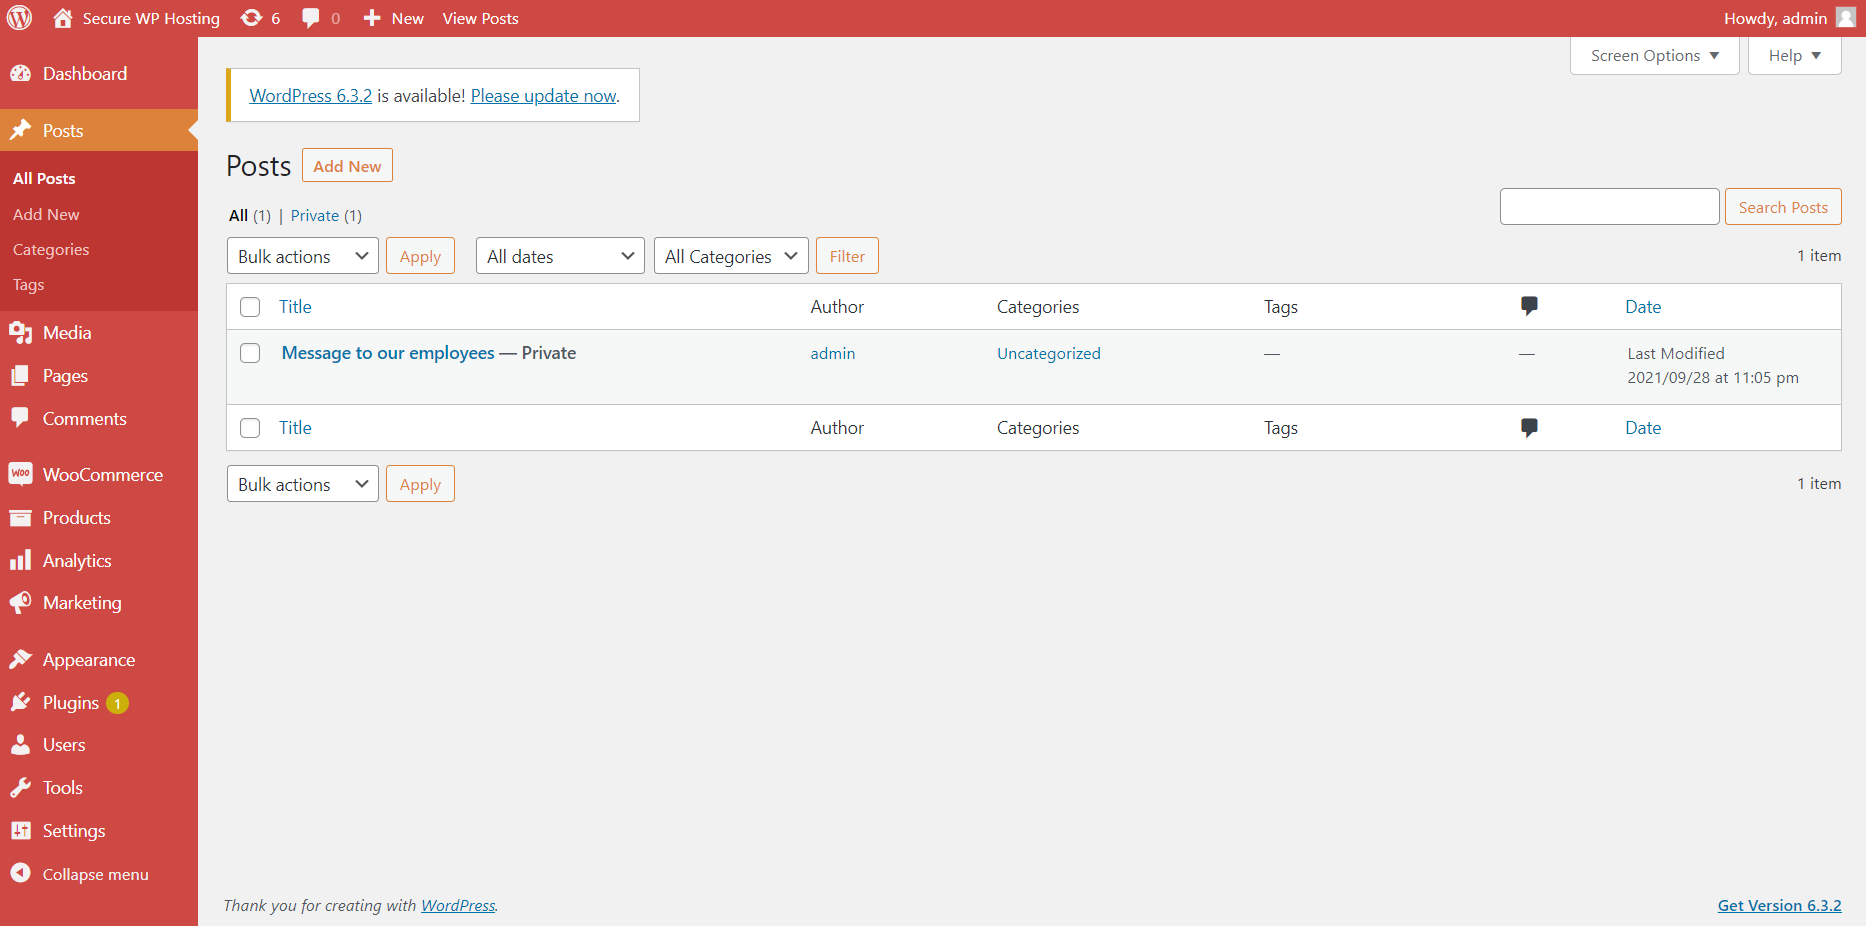 Secure WP Hosting 6 0 New View Posts Howdy, admin
Screen Options Help
Dashboard
Posts
All Posts
Add New
Categories
Tags
Media
Pages
Comments
Woo WooCommerce
Products
Analytics
Marketing
Appearance
Plugins 1
Users
Tools
Settings
Collapse menu
WordPress 6.3.2 is available! Please update now.
Posts Add New
All (1) | Private (1)
Search Posts
Bulk actions Apply All dates All Categories Filter 1 item
Title Author Categories Tags Date
Message to our employees — Private admin Uncategorized — — Last Modified
2021/09/28 at 11:05 pm
Title Author Categories Tags Date
Bulk actions Apply 1 item
Thank you for creating with WordPress. Get Version 6.3.2